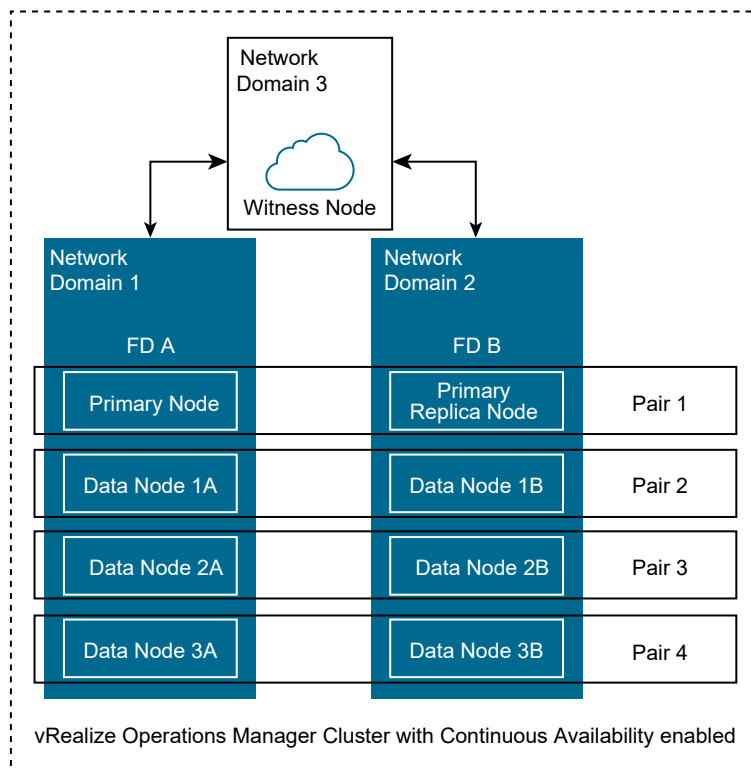 Network
Domain 3
Witness Node
Network
Domain 1
Network
Domain 2
FD A
FD B
Primary Node
Primary
Replica Node
Pair 1
Data Node 1A
Data Node 1B
Pair 2
Data Node 2A
Data Node 2B
Pair 3
Data Node 3A
Data Node 3B
Pair 4
vRealize Operations Manager Cluster with Continuous Availability enabled